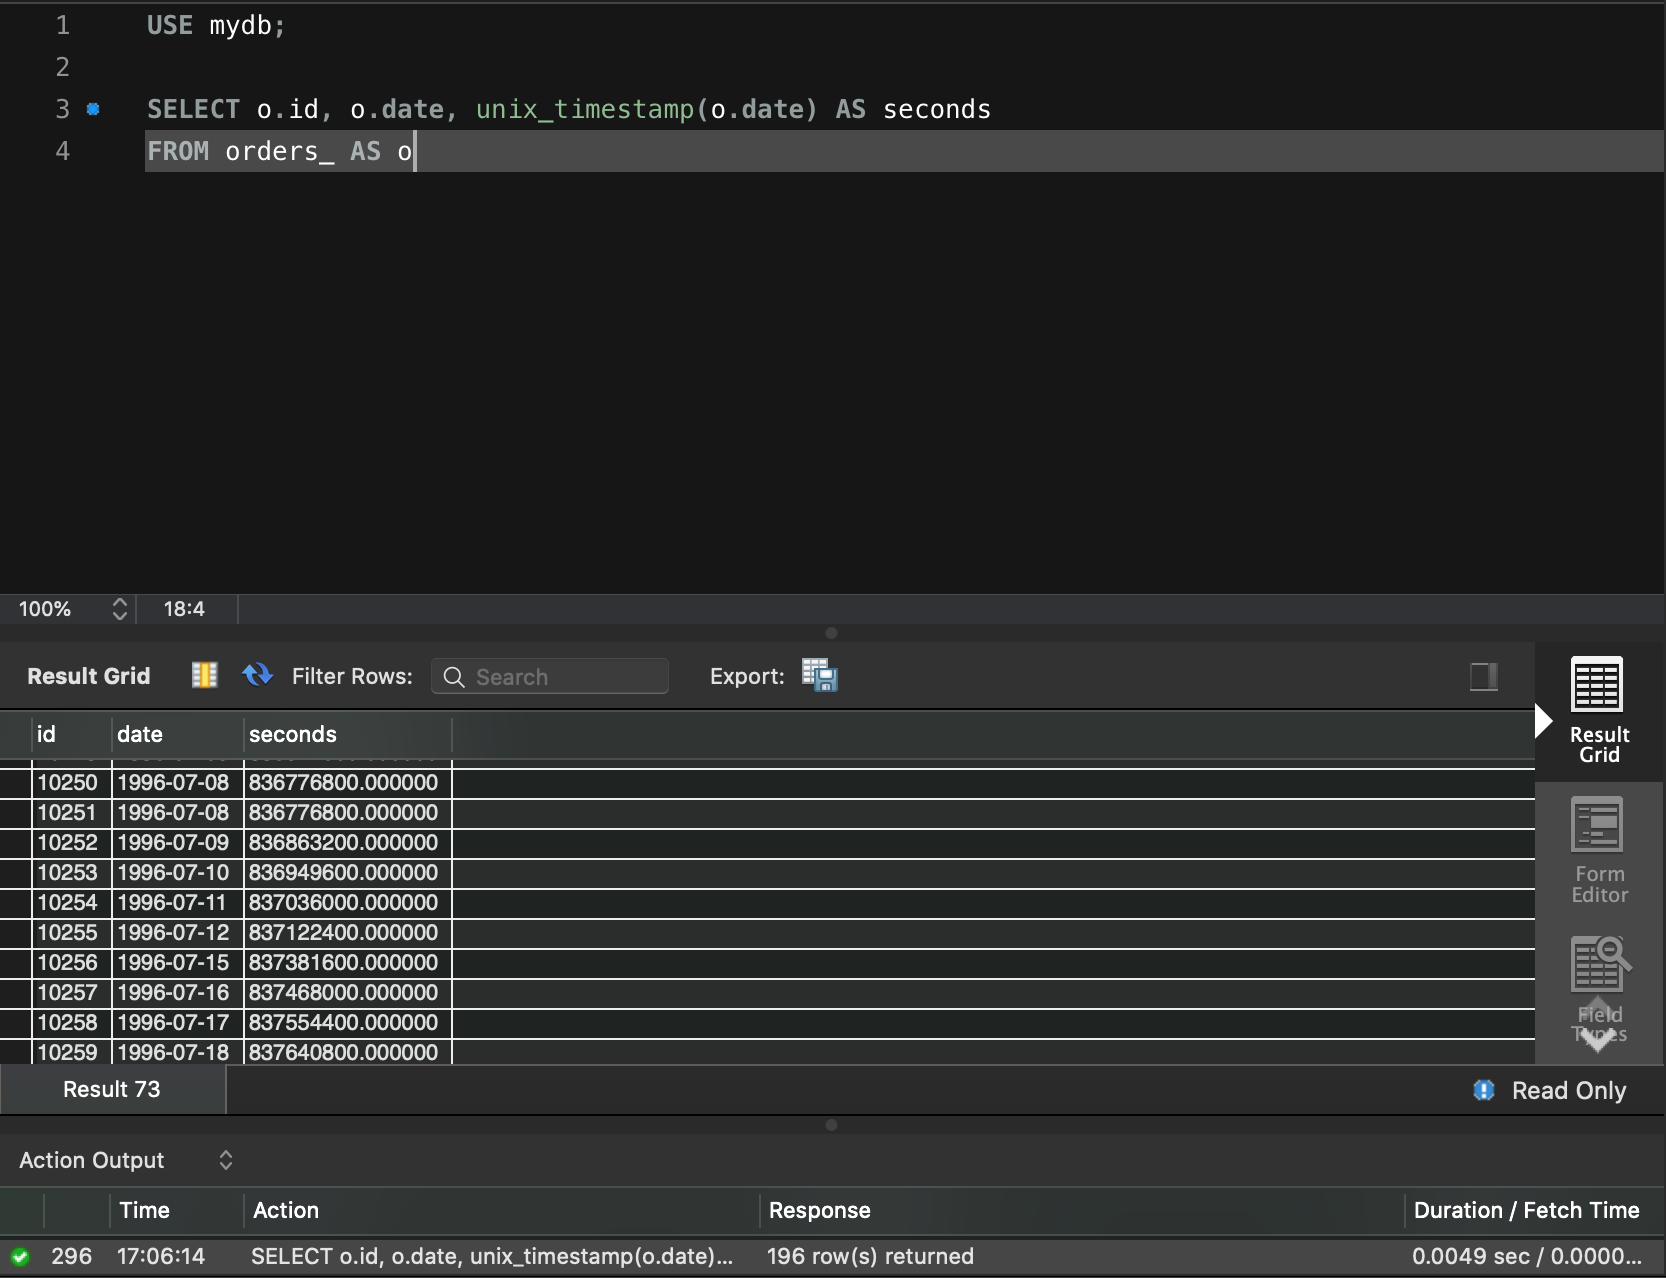 1 USE mydb;
2
3 SELECT o.id, o.date, unix_timestamp(o.date) AS seconds
4 FROM orders_ AS o
100% 18:4
Result Grid Filter Rows: Search Export:
id date seconds
10250 1996-07-08 836776800.000000
10251 1996-07-08 836776800.000000
10252 1996-07-09 836863200.000000
10253 1996-07-10 836949600.000000
10254 1996-07-11 837036000.000000
10255 1996-07-12 837122400.000000
10256 1996-07-15 837381600.000000
10257 1996-07-16 837468000.000000
10258 1996-07-17 837554400.000000
10259 1996-07-18 837640800.000000
Result
Grid
Form
Editor
Field
Types
Result 73 Read Only
Action Output
Time Action Response Duration / Fetch Time
296 17:06:14 SELECT o.id, o.date, unix_timestamp(o.date)... 196 row(s) returned 0.0049 sec / 0.0000...